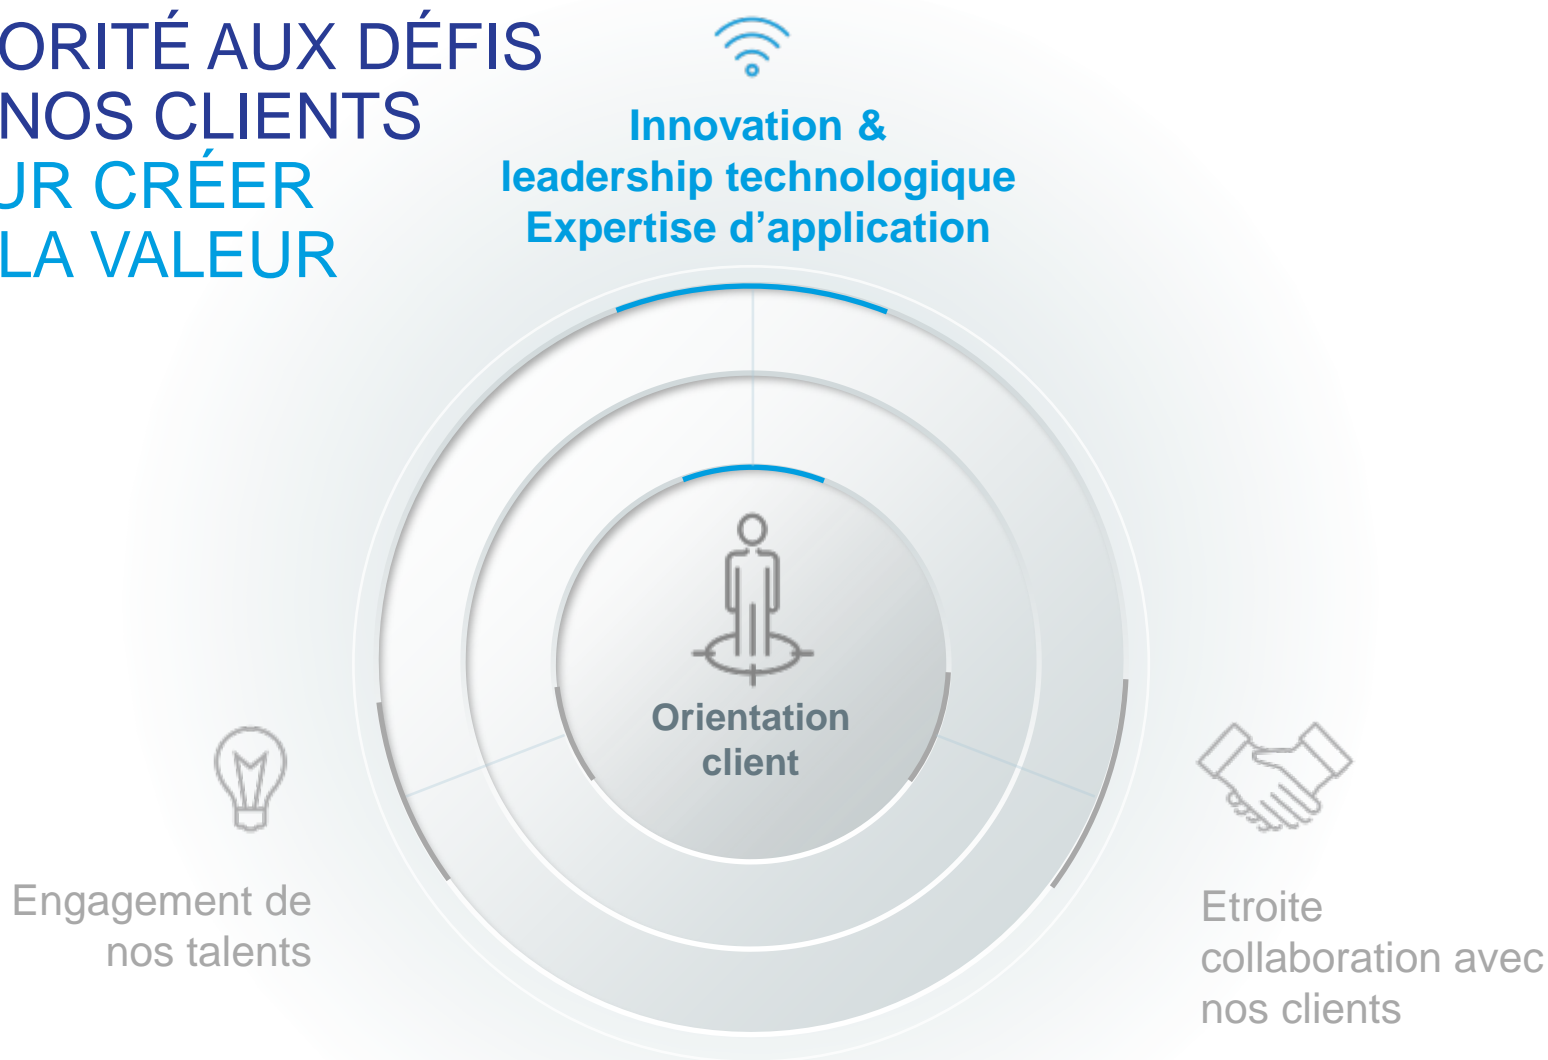 ORITÉ AUX DÉFIS
NOS CLIENTS
UR CRÉER
LA VALEUR
Innovation &
leadership technologique
Expertise d’application
Orientation
client
Engagement de
nos talents
Etroite
collaboration avec
nos clients